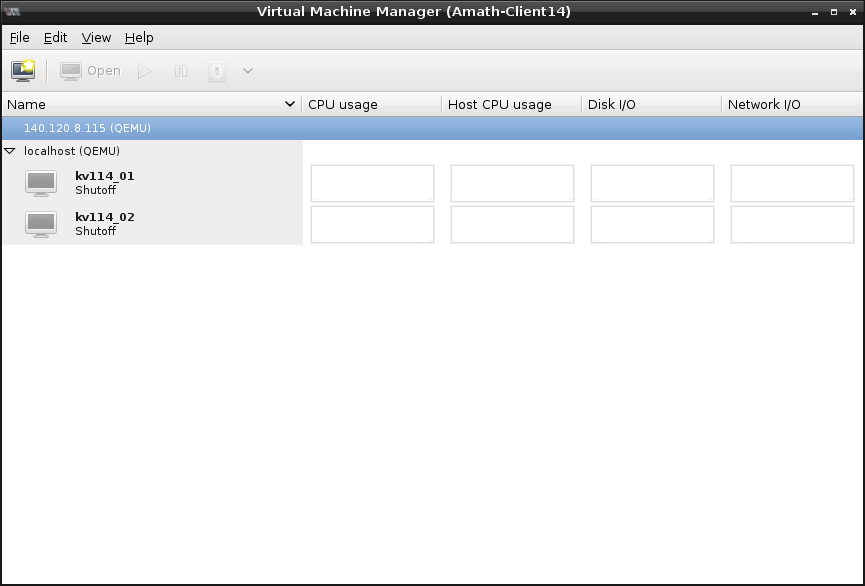 Virtual Machine Manager (Amath-Client14)
File Edit View Help
Open
Name CPU usage Host CPU usage Disk I/O Network I/O
140.120.8.115 (QEMU)
localhost (QEMU)
kv114_01
Shutoff
kv114_02
Shutoff